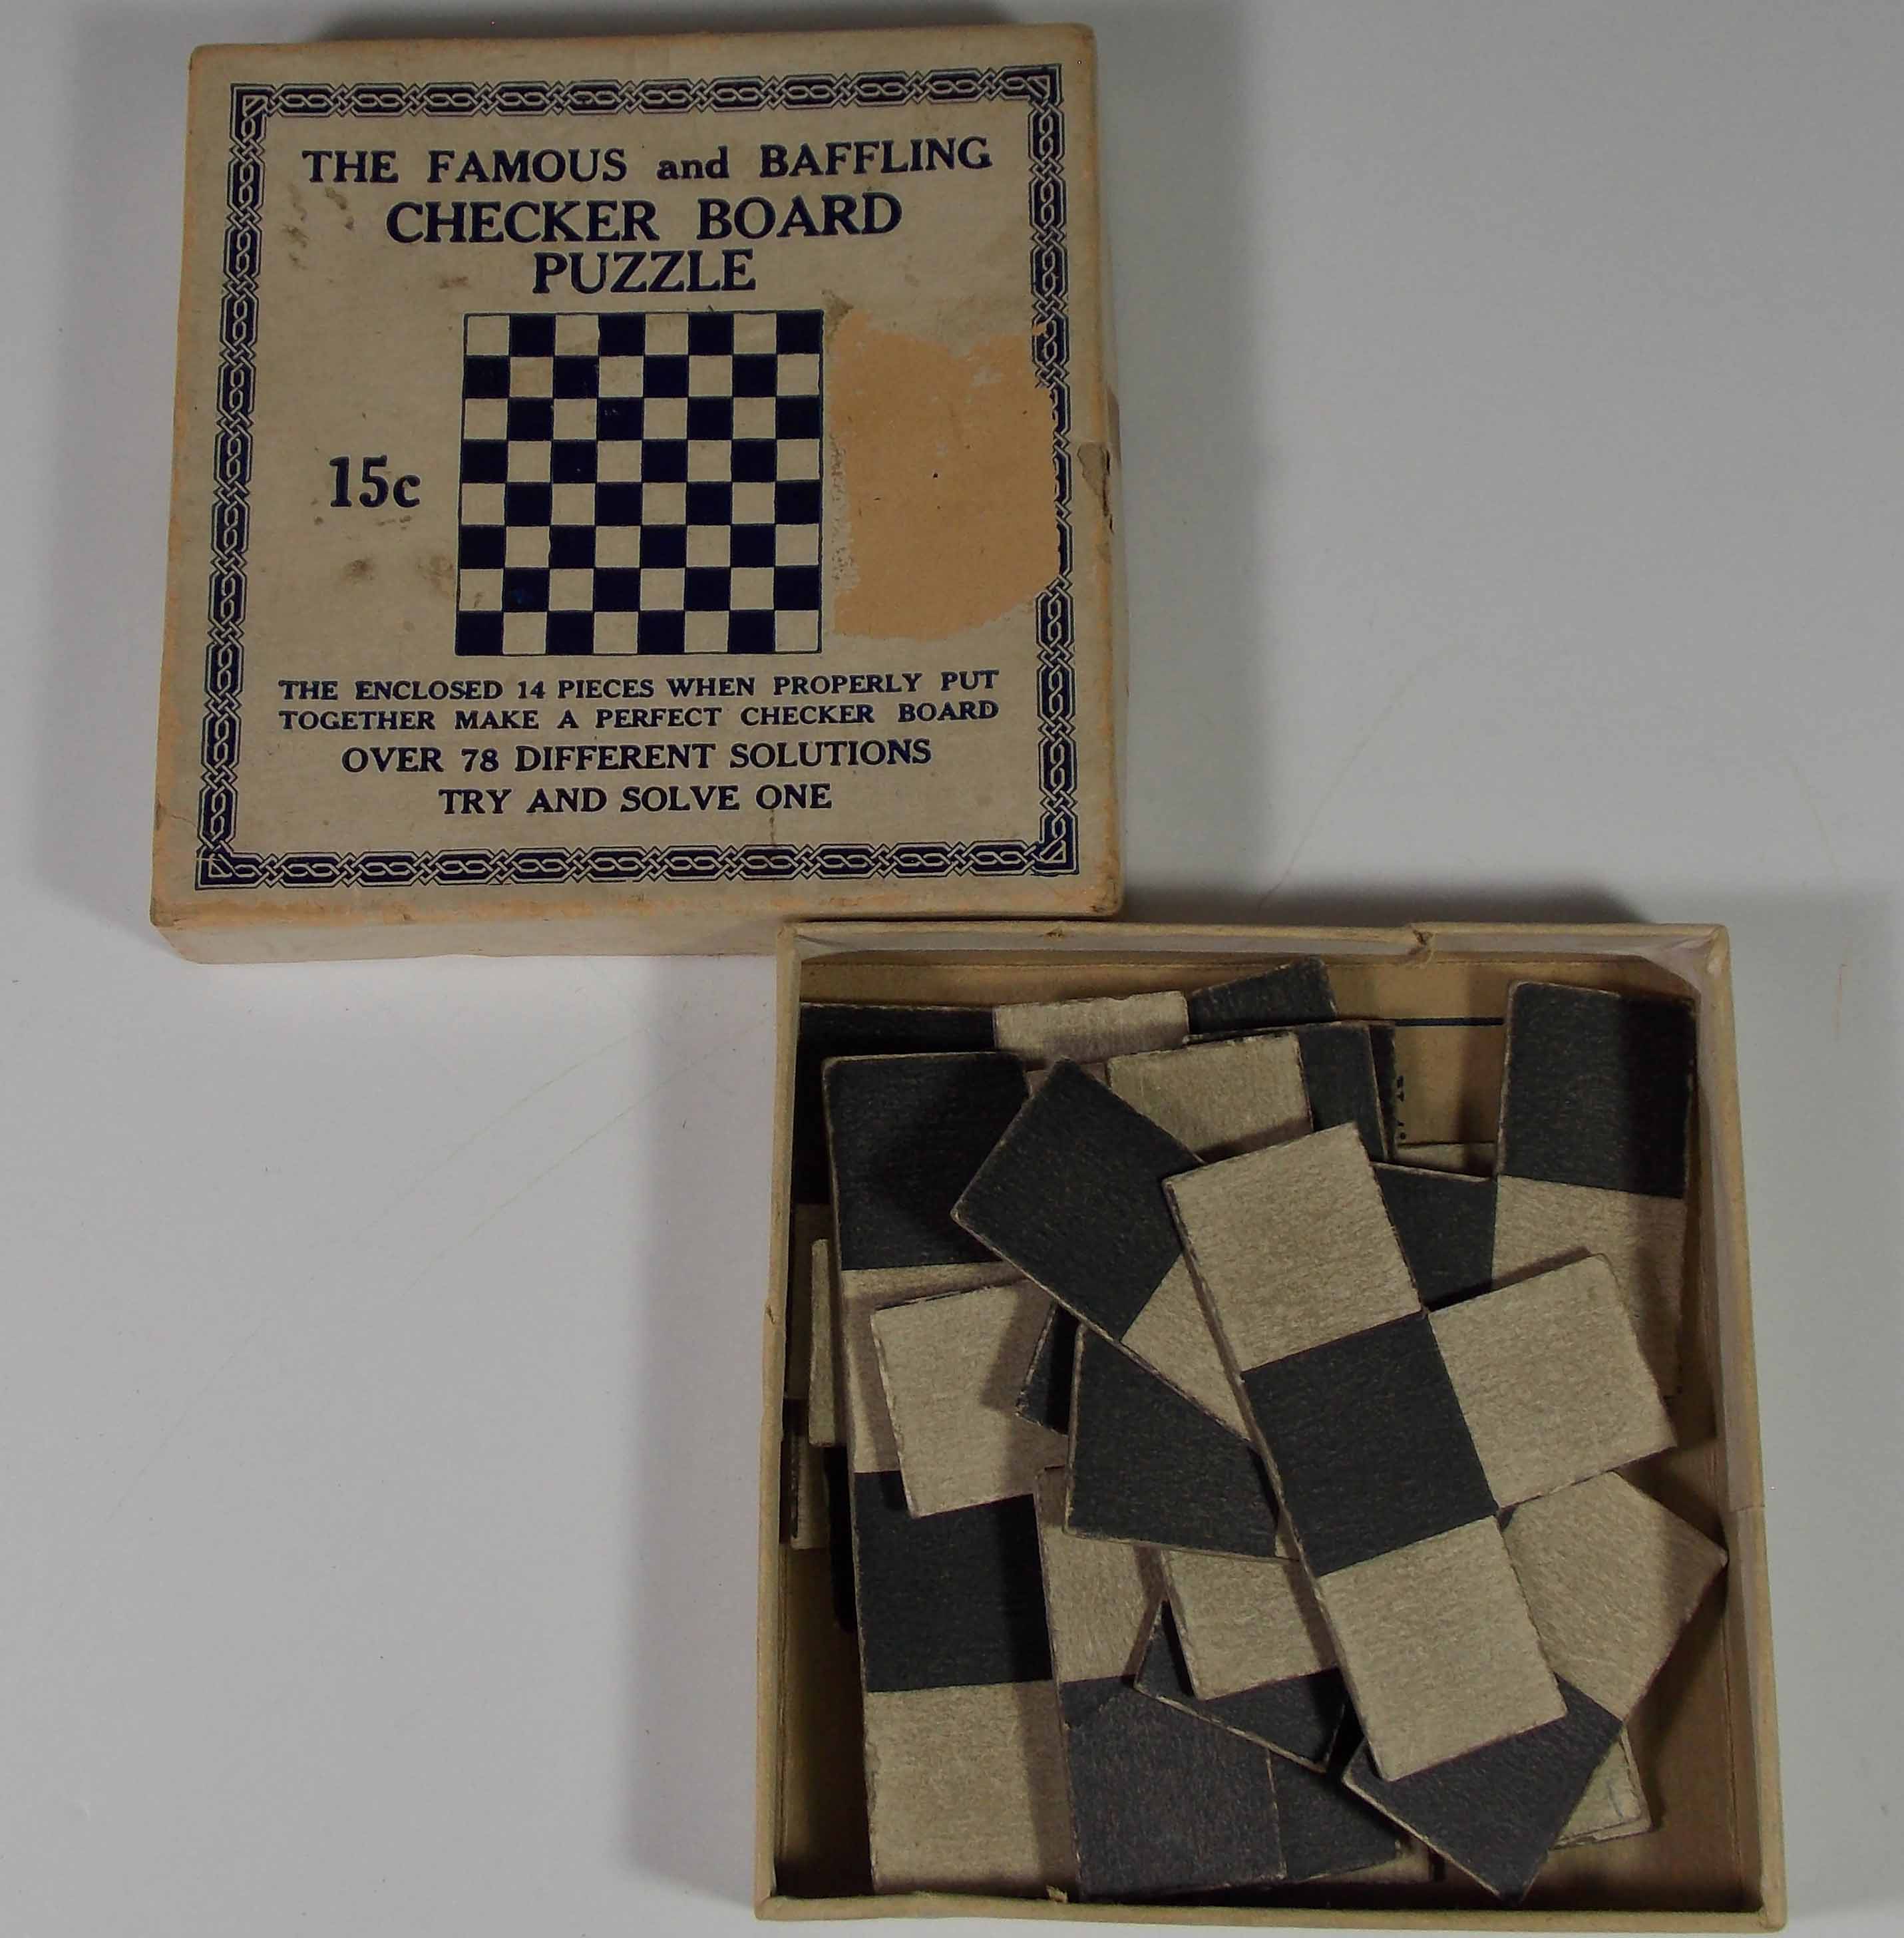 THE FAMOUS and BAFFLING
CHECKER BOARD
PUZZLE
15c
THE ENCLOSED 14 PIECES WHEN PROPERLY PUT
TOGETHER MAKE A PERFECT CHECKER BOARD
OVER 78 DIFFERENT SOLUTIONS
TRY AND SOLVE ONE